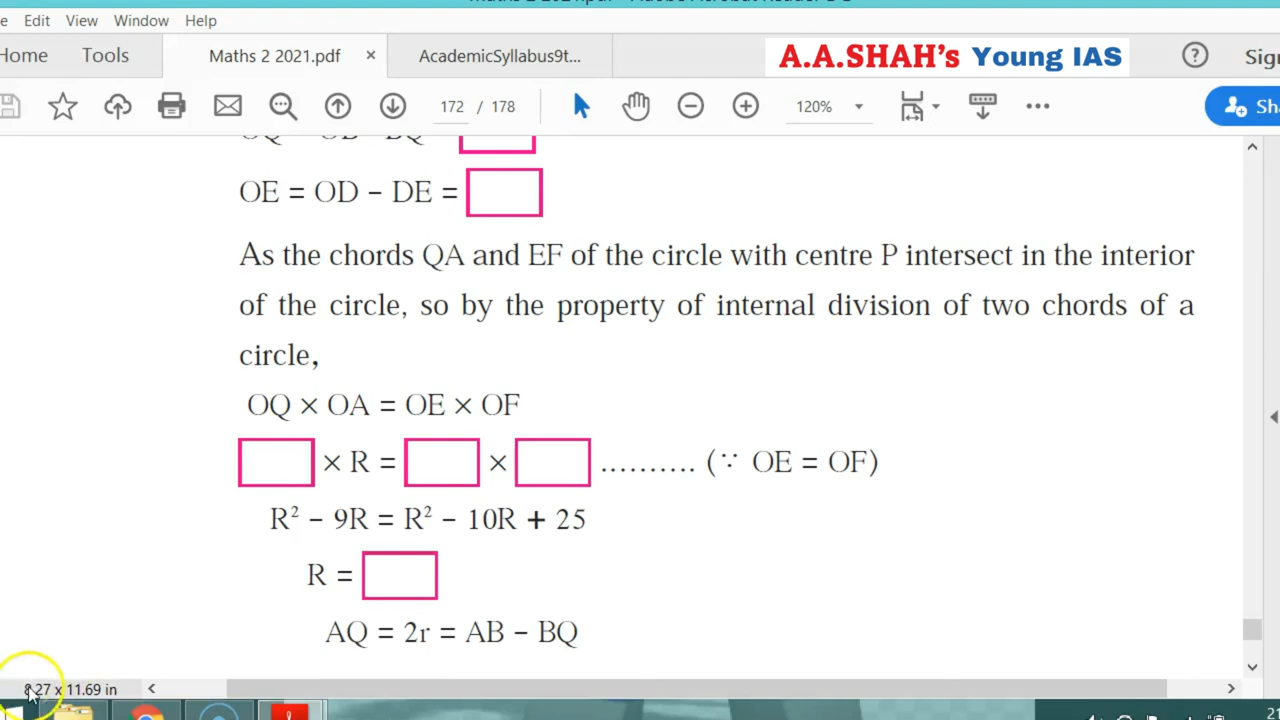 Edit View Window Help
Home Tools Maths 2 2021.pdf × AcademicSyllabus9t... A.A.SHAH's Young IAS ?
172 / 178 120%
OE = OD − DE =
As the chords QA and EF of the circle with centre P intersect in the interior
of the circle, so by the property of internal division of two chords of a
circle,
OQ × OA = OE × OF
× R = × .......... (∵ OE = OF)
R² − 9R = R² − 10R + 25
R =
AQ = 2r = AB − BQ
8.27 x 11.69 in